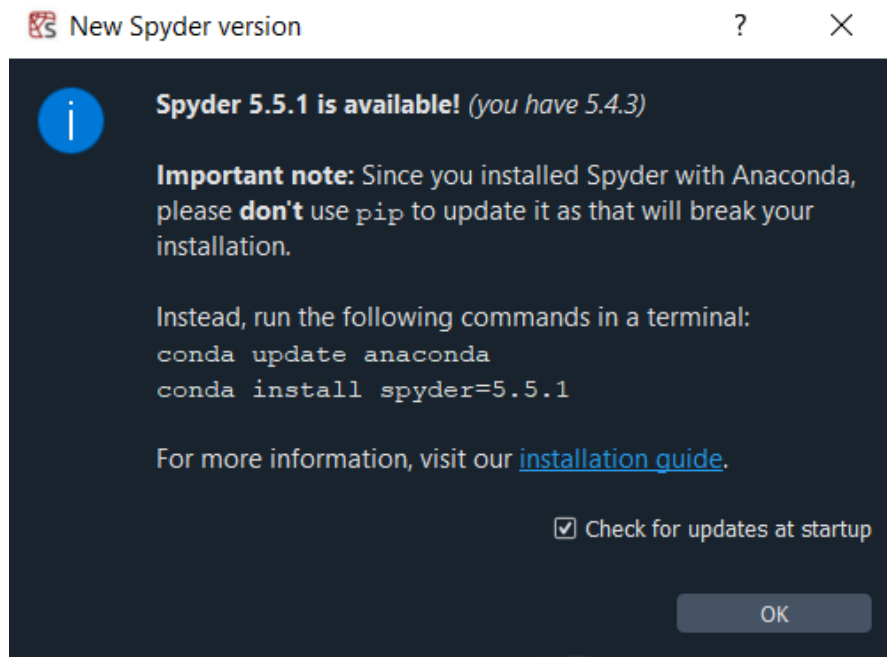 New Spyder version
Spyder 5.5.1 is available! (you have 5.4.3)
Important note: Since you installed Spyder with Anaconda,
please don't use pip to update it as that will break your
installation.
Instead, run the following commands in a terminal:
conda update anaconda
conda install spyder=5.5.1
For more information, visit our installation guide.
Check for updates at startup
OK